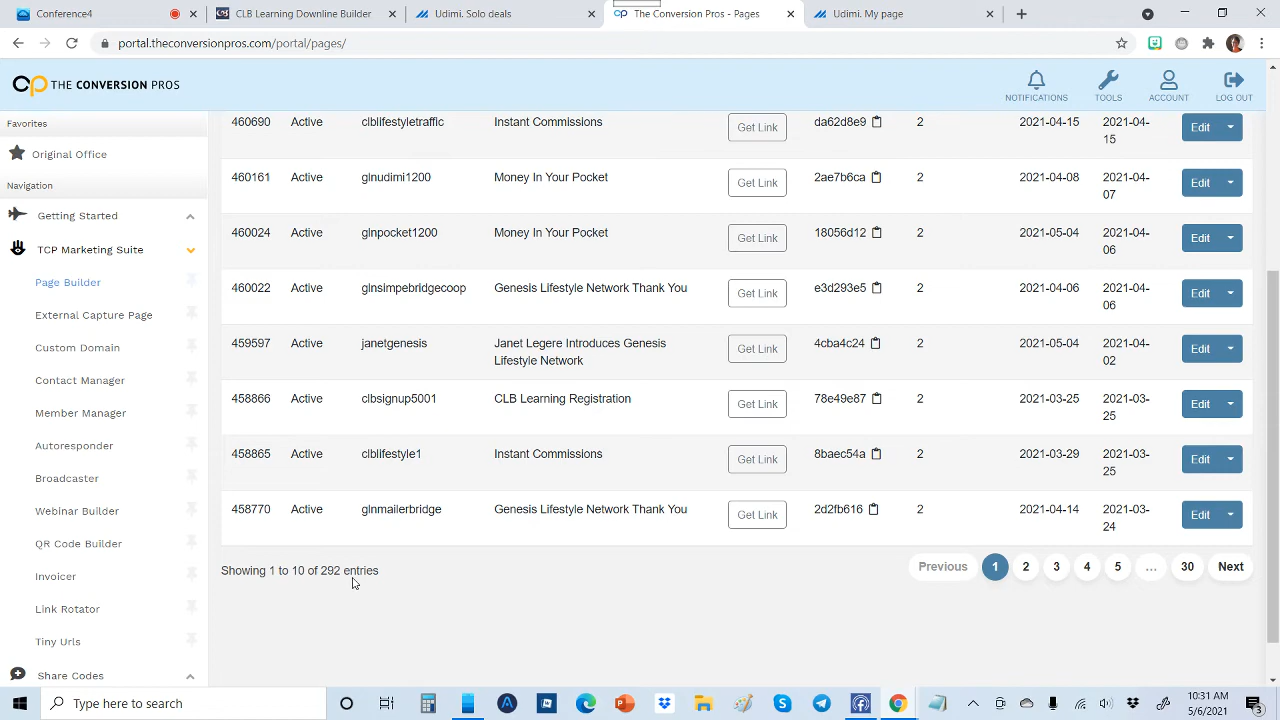 Conference4
CLB Learning Downline Builder
Udimi. Solo deals
The Conversion Pros - Pages
Udimi. My page
portal.theconversionpros.com/portal/pages/
cp THE CONVERSION PROS
NOTIFICATIONS TOOLS ACCOUNT LOG OUT
Favorites
Original Office
Navigation
Getting Started
TCP Marketing Suite
Page Builder
External Capture Page
Custom Domain
Contact Manager
Member Manager
Autoresponder
Broadcaster
Webinar Builder
QR Code Builder
Invoicer
Link Rotator
Tiny Urls
Share Codes
460690 Active clblifestyletraffic Instant Commissions Get Link da62d8e9 2 2021-04-15 2021-04-
15 Edit
460161 Active glnudimi1200 Money In Your Pocket Get Link 2ae7b6ca 2 2021-04-08 2021-04-
07 Edit
460024 Active glnpocket1200 Money In Your Pocket Get Link 18056d12 2 2021-05-04 2021-04-
06 Edit
460022 Active glnsimpebridgecoop Genesis Lifestyle Network Thank You Get Link e3d293e5 2 2021-04-06 2021-04-
06 Edit
459597 Active janetgenesis Janet Legere Introduces Genesis Get Link 4cba4c24 2 2021-05-04 2021-04-
Lifestyle Network 02 Edit
458866 Active clbsignup5001 CLB Learning Registration Get Link 78e49e87 2 2021-03-25 2021-03-
25 Edit
458865 Active clblifestyle1 Instant Commissions Get Link 8baec54a 2 2021-03-29 2021-03-
25 Edit
458770 Active glnmailerbridge Genesis Lifestyle Network Thank You Get Link 2d2fb616 2 2021-04-14 2021-03-
24 Edit
Showing 1 to 10 of 292 entries
Previous 1 2 3 4 5 ... 30 Next
Type here to search
10:31 AM
5/6/2021
3